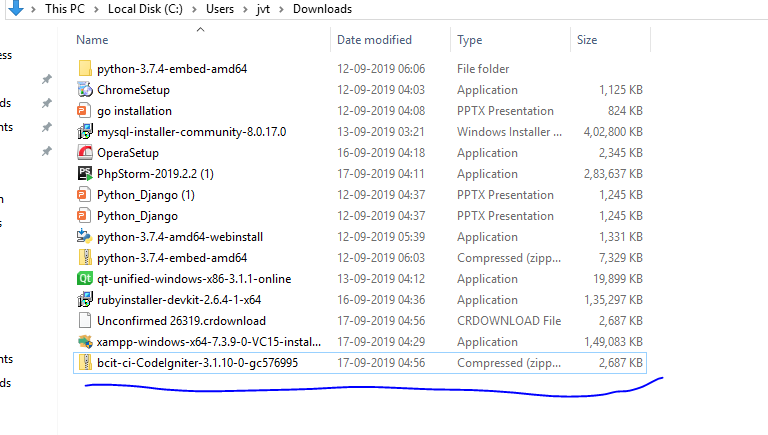 This PC > Local Disk (C:) > Users > jvt > Downloads
Name Date modified Type Size
python-3.7.4-embed-amd64 12-09-2019 06:06 File folder
ess
ChromeSetup 12-09-2019 04:03 Application 1,125 KB
ds
go installation 12-09-2019 04:08 PPTX Presentation 824 KB
nts
mysql-installer-community-8.0.17.0 13-09-2019 03:21 Windows Installer ... 4,02,800 KB
OperaSetup 16-09-2019 04:18 Application 2,345 KB
PhpStorm-2019.2.2 (1) 17-09-2019 04:11 Application 2,83,637 KB
Python_Django (1) 12-09-2019 04:37 PPTX Presentation 1,245 KB
n
Python_Django 12-09-2019 04:37 PPTX Presentation 1,245 KB
s
python-3.7.4-amd64-webinstall 12-09-2019 05:39 Application 1,331 KB
python-3.7.4-embed-amd64 12-09-2019 06:03 Compressed (zipp... 7,329 KB
Qt qt-unified-windows-x86-3.1.1-online 13-09-2019 04:12 Application 19,899 KB
rubyinstaller-devkit-2.6.4-1-x64 16-09-2019 04:36 Application 1,35,297 KB
Unconfirmed 26319.crdownload 17-09-2019 04:56 CRDOWNLOAD File 2,687 KB
xampp-windows-x64-7.3.9-0-VC15-instal... 17-09-2019 04:29 Application 1,49,083 KB
nts
bcit-ci-CodeIgniter-3.1.10-0-gc576995 17-09-2019 04:56 Compressed (zipp... 2,687 KB
ds